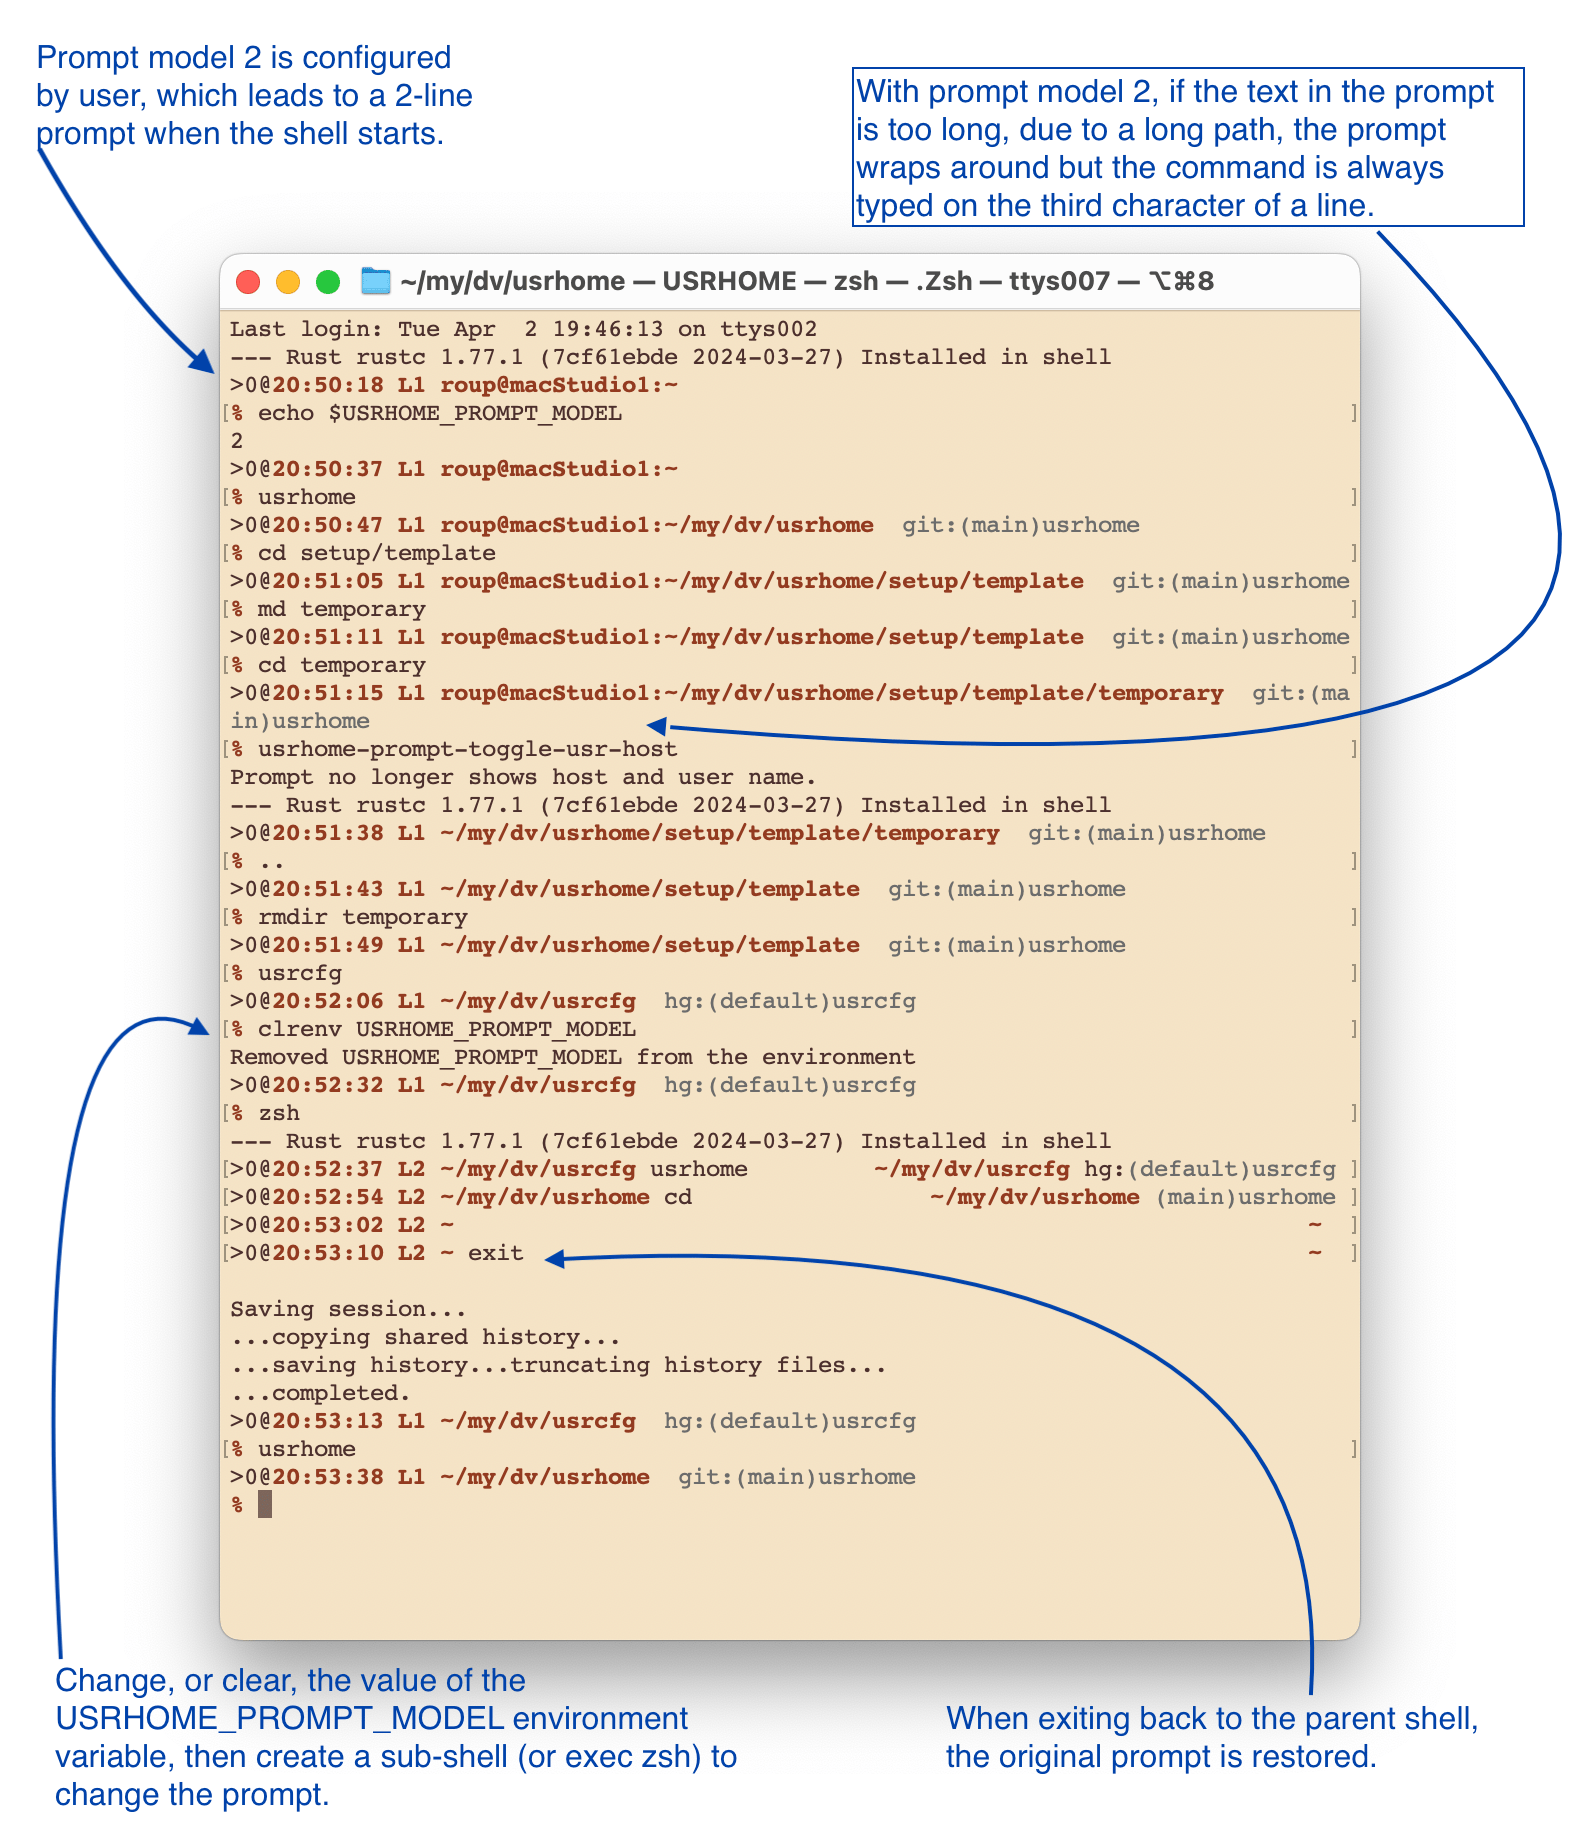 Prompt model 2 is configured
by user, which leads to a 2-line
prompt when the shell starts.
With prompt model 2, if the text in the prompt
is too long, due to a long path, the prompt
wraps around but the command is always
typed on the third character of a line.
~/my/dv/usrhome — USRHOME — zsh — .Zsh — ttys007 — ⌥⌘8
Last login: Tue Apr  2 19:46:13 on ttys002
--- Rust rustc 1.77.1 (7cf61ebde 2024-03-27) Installed in shell
>0@20:50:18 L1 roup@macStudio1:~
[% echo $USRHOME_PROMPT_MODEL ]
2
>0@20:50:37 L1 roup@macStudio1:~
[% usrhome ]
>0@20:50:47 L1 roup@macStudio1:~/my/dv/usrhome  git:(main)usrhome
[% cd setup/template ]
>0@20:51:05 L1 roup@macStudio1:~/my/dv/usrhome/setup/template  git:(main)usrhome
[% md temporary ]
>0@20:51:11 L1 roup@macStudio1:~/my/dv/usrhome/setup/template  git:(main)usrhome
[% cd temporary ]
>0@20:51:15 L1 roup@macStudio1:~/my/dv/usrhome/setup/template/temporary  git:(ma
in)usrhome
[% usrhome-prompt-toggle-usr-host ]
Prompt no longer shows host and user name.
--- Rust rustc 1.77.1 (7cf61ebde 2024-03-27) Installed in shell
>0@20:51:38 L1 ~/my/dv/usrhome/setup/template/temporary  git:(main)usrhome
[% .. ]
>0@20:51:43 L1 ~/my/dv/usrhome/setup/template  git:(main)usrhome
[% rmdir temporary ]
>0@20:51:49 L1 ~/my/dv/usrhome/setup/template  git:(main)usrhome
[% usrcfg ]
>0@20:52:06 L1 ~/my/dv/usrcfg  hg:(default)usrcfg
[% clrenv USRHOME_PROMPT_MODEL ]
Removed USRHOME_PROMPT_MODEL from the environment
>0@20:52:32 L1 ~/my/dv/usrcfg  hg:(default)usrcfg
[% zsh ]
--- Rust rustc 1.77.1 (7cf61ebde 2024-03-27) Installed in shell
[>0@20:52:37 L2 ~/my/dv/usrcfg usrhome         ~/my/dv/usrcfg hg:(default)usrcfg ]
[>0@20:52:54 L2 ~/my/dv/usrhome cd                 ~/my/dv/usrhome (main)usrhome ]
[>0@20:53:02 L2 ~ ~ ]
[>0@20:53:10 L2 ~ exit ~ ]
Saving session...
...copying shared history...
...saving history...truncating history files...
...completed.
>0@20:53:13 L1 ~/my/dv/usrcfg  hg:(default)usrcfg
[% usrhome ]
>0@20:53:38 L1 ~/my/dv/usrhome  git:(main)usrhome
%
Change, or clear, the value of the
USRHOME_PROMPT_MODEL environment
variable, then create a sub-shell (or exec zsh) to
change the prompt.
When exiting back to the parent shell,
the original prompt is restored.